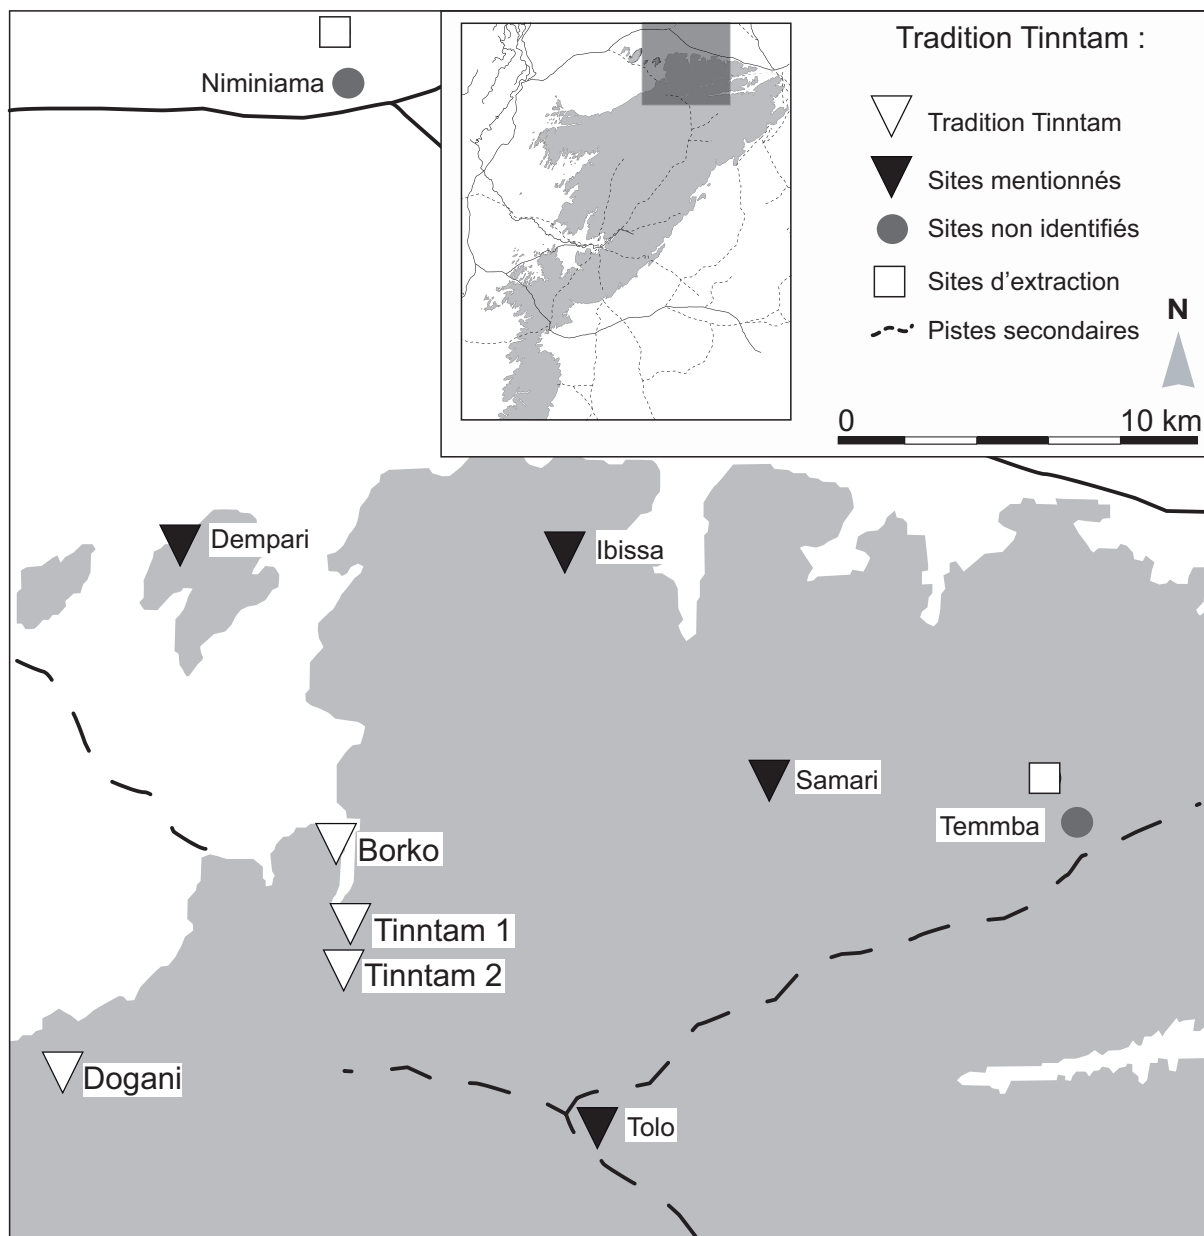 Niminiama
Tradition Tinntam :
Tradition Tinntam
Sites mentionnés
Sites non identifiés
Sites d'extraction
Pistes secondaires
N
0
10 km
Dempari
Ibissa
Samari
Temmba
Borko
Tinntam 1
Tinntam 2
Dogani
Tolo